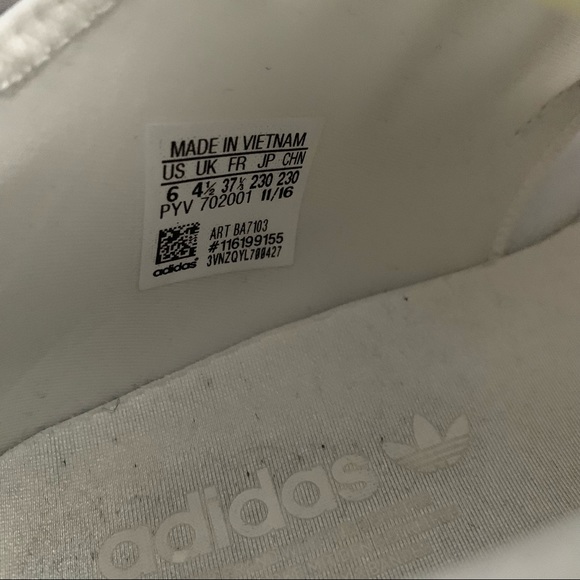 MADE IN VIETNAM
US UK FR JP CHN
6 4½ 37⅓ 230 230
PYV 702001 11/16
ART BA7103
#116199155
3VNZQYL700427
adidas
adidas